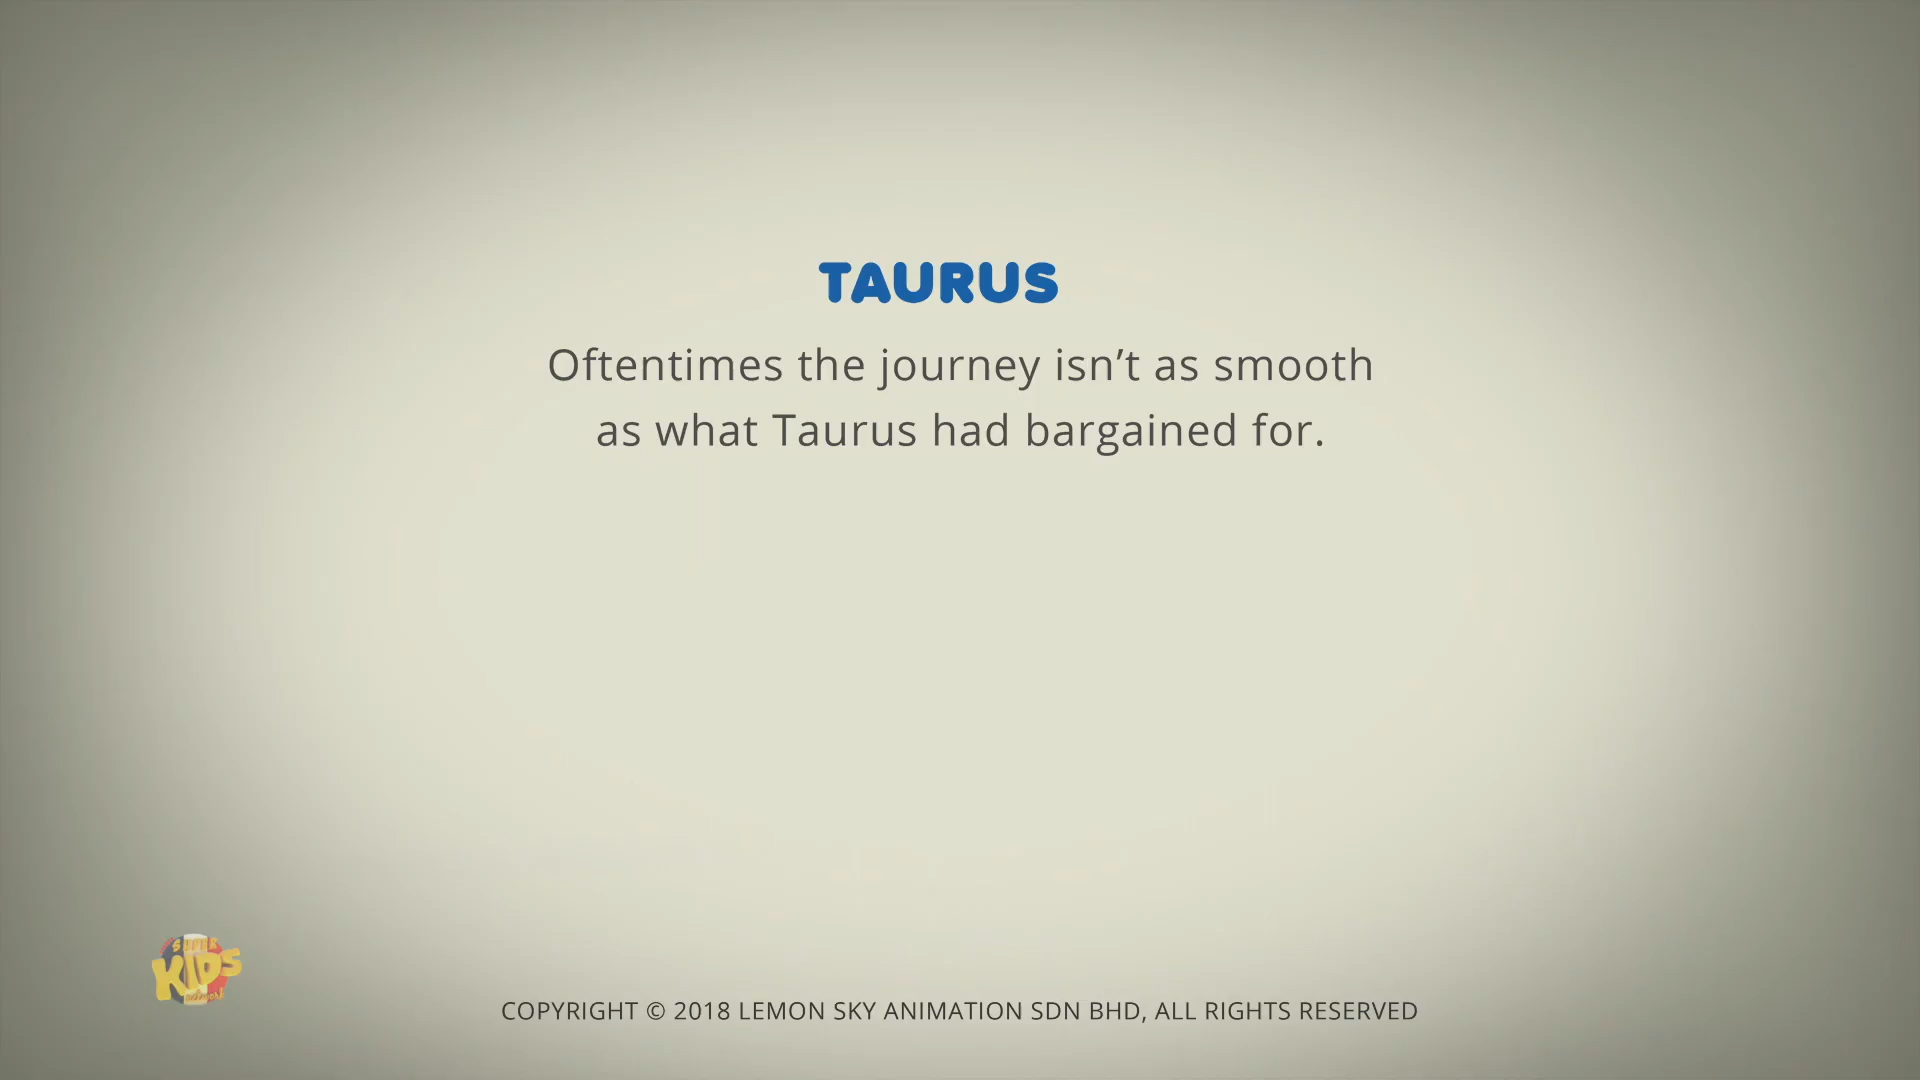 TAURUS
Oftentimes the journey isn’t as smooth
as what Taurus had bargained for.
SUPER
KIDS
COPYRIGHT © 2018 LEMON SKY ANIMATION SDN BHD, ALL RIGHTS RESERVED